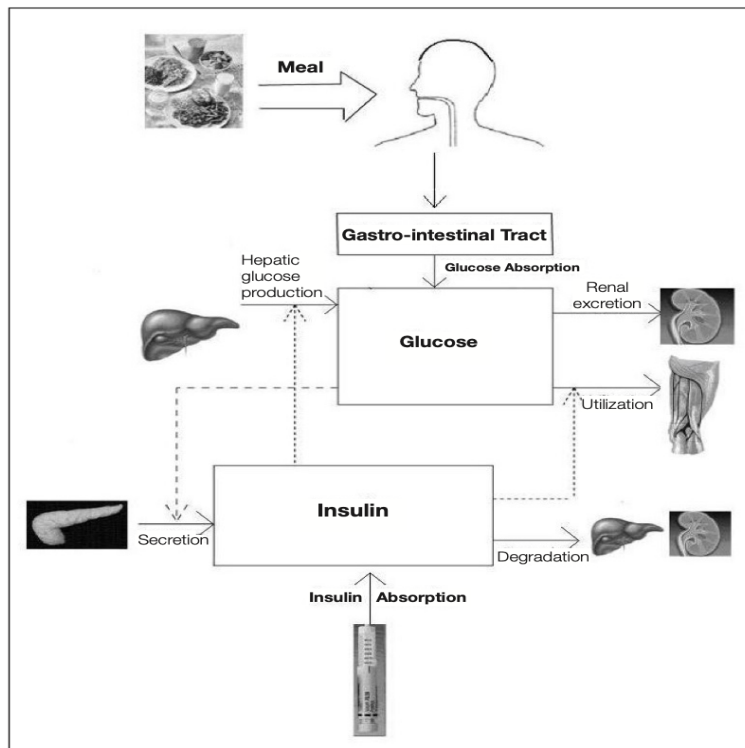 Meal
Gastro-intestinal Tract
Glucose Absorption
Hepatic
glucose
production
Renal
excretion
Glucose
Utilization
Insulin
Secretion
Degradation
Insulin Absorption